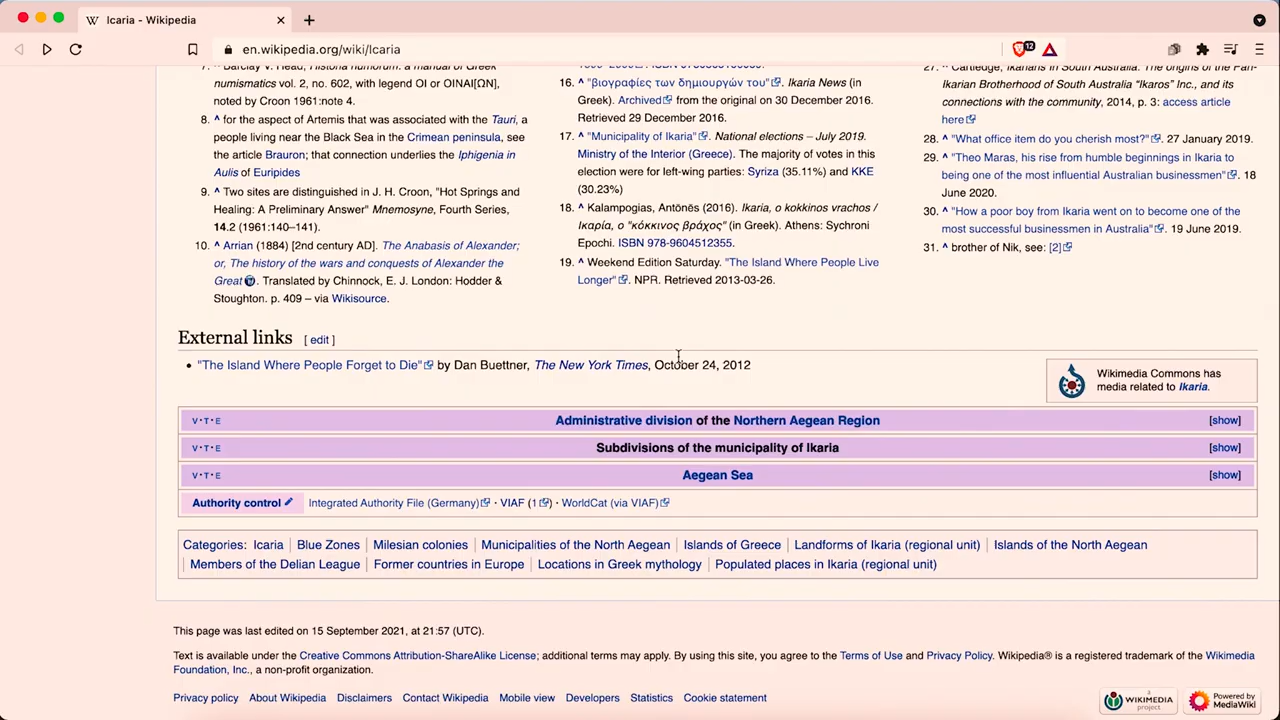 Icaria - Wikipedia
en.wikipedia.org/wiki/Icaria
12
7. ^ Barclay V. Head, Historia numorum: a manual of Greek
numismatics vol. 2, no. 602, with legend OI or OINAI[ΩN],
noted by Croon 1961:note 4.
8. ^ for the aspect of Artemis that was associated with the Tauri, a
people living near the Black Sea in the Crimean peninsula, see
the article Brauron; that connection underlies the Iphigenia in
Aulis of Euripides
9. ^ Two sites are distinguished in J. H. Croon, "Hot Springs and
Healing: A Preliminary Answer" Mnemosyne, Fourth Series,
14.2 (1961:140–141).
10. ^ Arrian (1884) [2nd century AD]. The Anabasis of Alexander;
or, The history of the wars and conquests of Alexander the
Great. Translated by Chinnock, E. J. London: Hodder &
Stoughton. p. 409 – via Wikisource.
16. ^ "βιογραφίες των δημιουργών του". Ikaria News (in
Greek). Archived from the original on 30 December 2016.
Retrieved 29 December 2016.
17. ^ "Municipality of Ikaria". National elections – July 2019.
Ministry of the Interior (Greece). The majority of votes in this
election were for left-wing parties: Syriza (35.11%) and KKE
(30.23%)
18. ^ Kalampogias, Antōnēs (2016). Ikaria, o kokkinos vrachos /
Ικαρία, ο "κόκκινος βράχος" (in Greek). Athens: Sychroni
Epochi. ISBN 978-9604512355.
19. ^ Weekend Edition Saturday. "The Island Where People Live
Longer". NPR. Retrieved 2013-03-26.
27. ^ Cartledge, Ikarians in South Australia: The origins of the Pan-
Ikarian Brotherhood of South Australia "Ikaros" Inc., and its
connections with the community, 2014, p. 3: access article
here
28. ^ "What office item do you cherish most?". 27 January 2019.
29. ^ "Theo Maras, his rise from humble beginnings in Ikaria to
being one of the most influential Australian businessmen". 18
June 2020.
30. ^ "How a poor boy from Ikaria went on to become one of the
most successful businessmen in Australia". 19 June 2019.
31. ^ brother of Nik, see: [2]
External links [ edit ]
• "The Island Where People Forget to Die" by Dan Buettner, The New York Times, October 24, 2012
Wikimedia Commons has
media related to Ikaria.
V·T·E Administrative division of the Northern Aegean Region [show]
V·T·E Subdivisions of the municipality of Ikaria [show]
V·T·E Aegean Sea [show]
Authority control Integrated Authority File (Germany) · VIAF (1) · WorldCat (via VIAF)
Categories: Icaria | Blue Zones | Milesian colonies | Municipalities of the North Aegean | Islands of Greece | Landforms of Ikaria (regional unit) | Islands of the North Aegean
| Members of the Delian League | Former countries in Europe | Locations in Greek mythology | Populated places in Ikaria (regional unit)
This page was last edited on 15 September 2021, at 21:57 (UTC).
Text is available under the Creative Commons Attribution-ShareAlike License; additional terms may apply. By using this site, you agree to the Terms of Use and Privacy Policy. Wikipedia® is a registered trademark of the Wikimedia
Foundation, Inc., a non-profit organization.
Privacy policy About Wikipedia Disclaimers Contact Wikipedia Mobile view Developers Statistics Cookie statement
A WIKIMEDIA project
Powered by MediaWiki